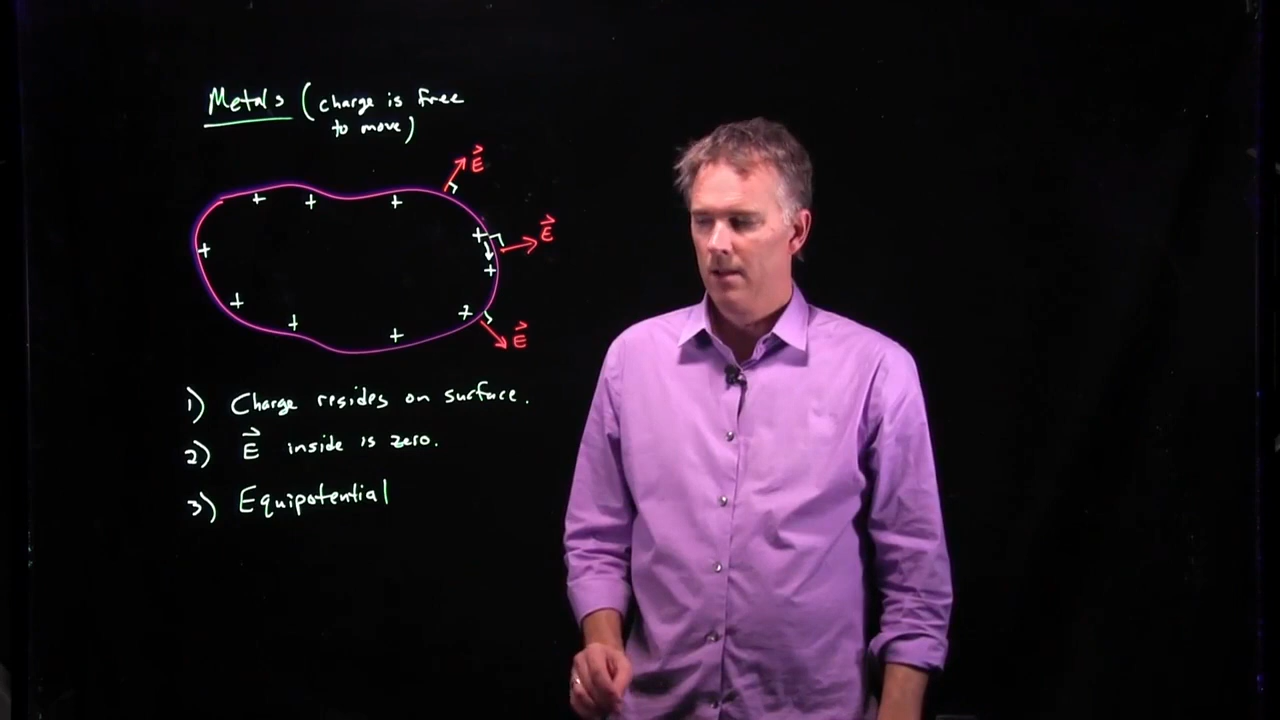 Metals (charge is free
to move)
+ + +
E⃗
+ + E⃗
+ +
+ + + + E⃗
1) Charge resides on surface.
2) E⃗ inside is zero.
3) Equipotential